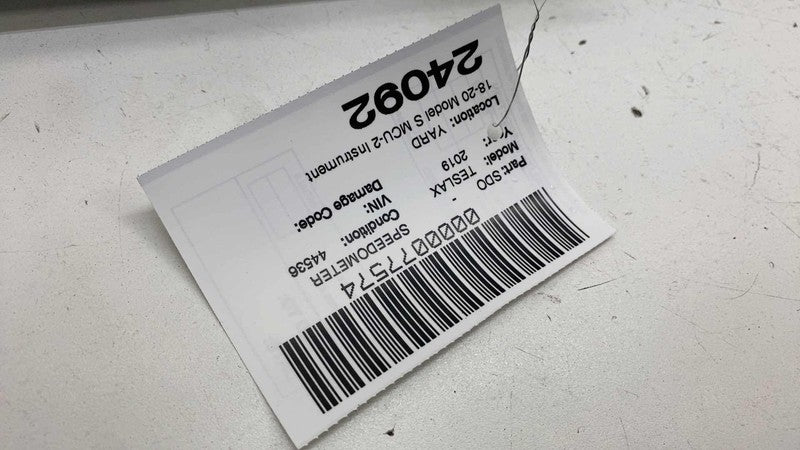 0000077574
Part: SDO - SPEEDOMETER
Model: TESLAX Condition: 44536
Year: 2019 VIN:
Location: YARD Damage Code:
18-20 Model S MCU-2 Instrument
24092